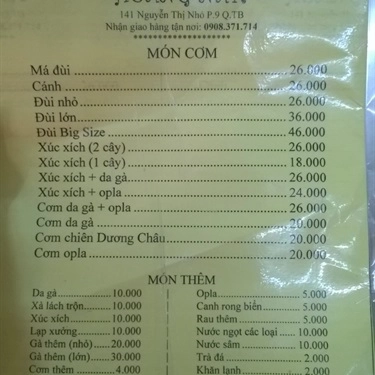 141 Nguyễn Thị Nhỏ P.9 Q.TB
Nhận giao hàng tận nơi: 0908.371.714
********************
MÓN CƠM
Má đùi ........ 26.000
Cánh ........ 26.000
Đùi nhỏ ........ 26.000
Đùi lớn ........ 36.000
Đùi Big Size ........ 46.000
Xúc xích (2 cây) ........ 26.000
Xúc xích (1 cây) ........ 18.000
Xúc xích + da gà ........ 26.000
Xúc xích + opla ........ 24.000
Cơm da gà + opla ........ 26.000
Cơm da gà ........ 20.000
Cơm chiên Dương Châu ........ 20.000
Cơm opla ........ 20.000
MÓN THÊM
Da gà ........ 10.000
Xà lách trộn ........ 10.000
Xúc xích ........ 10.000
Lạp xưởng ........ 10.000
Gà thêm (nhỏ) ........ 20.000
Gà thêm (lớn) ........ 30.000
Cơm thêm ........ 4.000
Opla ........ 5.000
Canh rong biển ........ 5.000
Rau thêm ........ 5.000
Nước ngọt các loại ........ 10.000
Nước sâm ........ 10.000
Trà đá ........ 2.000
Khăn lạnh ........ 2.000